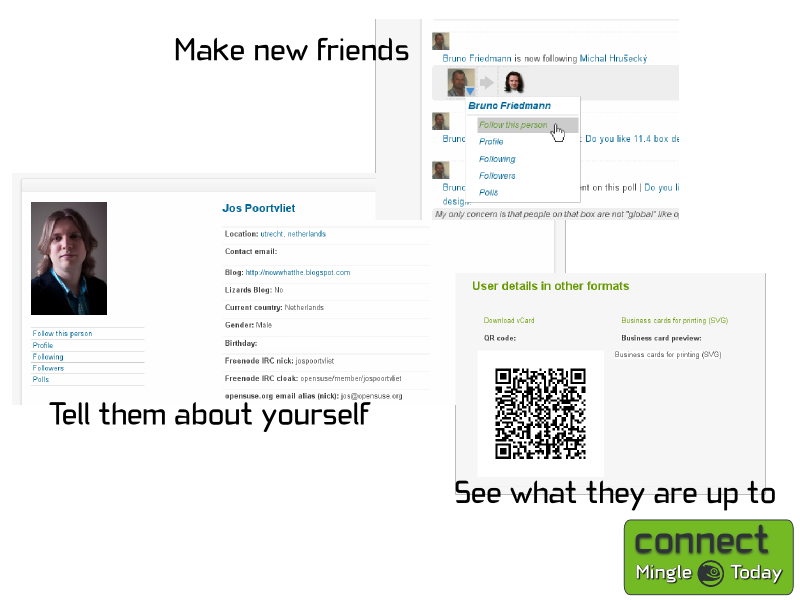 Make new friends
Bruno Friedmann is now following Michal Hrušecký
Bruno Friedmann
Follow this person
Profile
Following
Followers
Polls
Bruno : Do you like 11.4 box de
Bruno ent on this poll | Do you li
design.
My only concern is that people on that box are not "global" like o
Jos Poortvliet
Location: utrecht, netherlands
Contact email:
Blog: http://nowwhatthe.blogspot.com
Lizards Blog: No
Current country: Netherlands
Gender: Male
Birthday:
Freenode IRC nick: jospoortvliet
Freenode IRC cloak: opensuse/member/jospoortvliet
opensuse.org email alias (nick): jos@opensuse.org
Follow this person
Profile
Following
Followers
Polls
Tell them about yourself
User details in other formats
Download vCard
Business cards for printing (SVG)
QR code:
Business card preview:
Business cards for printing (SVG)
See what they are up to
connect
Mingle Today